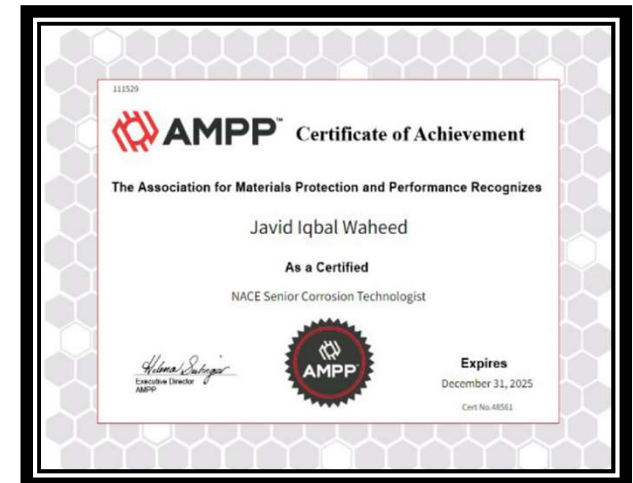 111529
AMPP™ Certificate of Achievement
The Association for Materials Protection and Performance Recognizes
Javid Iqbal Waheed
As a Certified
NACE Senior Corrosion Technologist
Executive Director
AMPP
AMPP
Expires
December 31, 2025
Cert No.48561